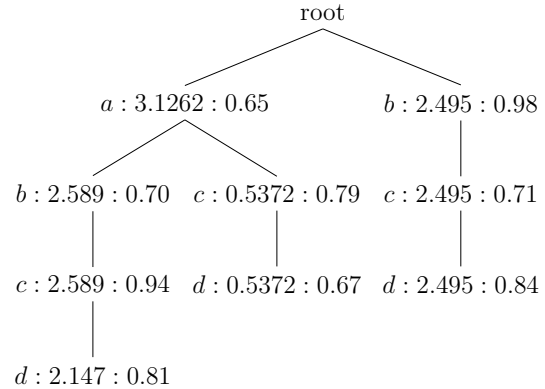 root
a : 3.1262 : 0.65 b : 2.495 : 0.98
b : 2.589 : 0.70 c : 0.5372 : 0.79 c : 2.495 : 0.71
c : 2.589 : 0.94 d : 0.5372 : 0.67 d : 2.495 : 0.84
d : 2.147 : 0.81